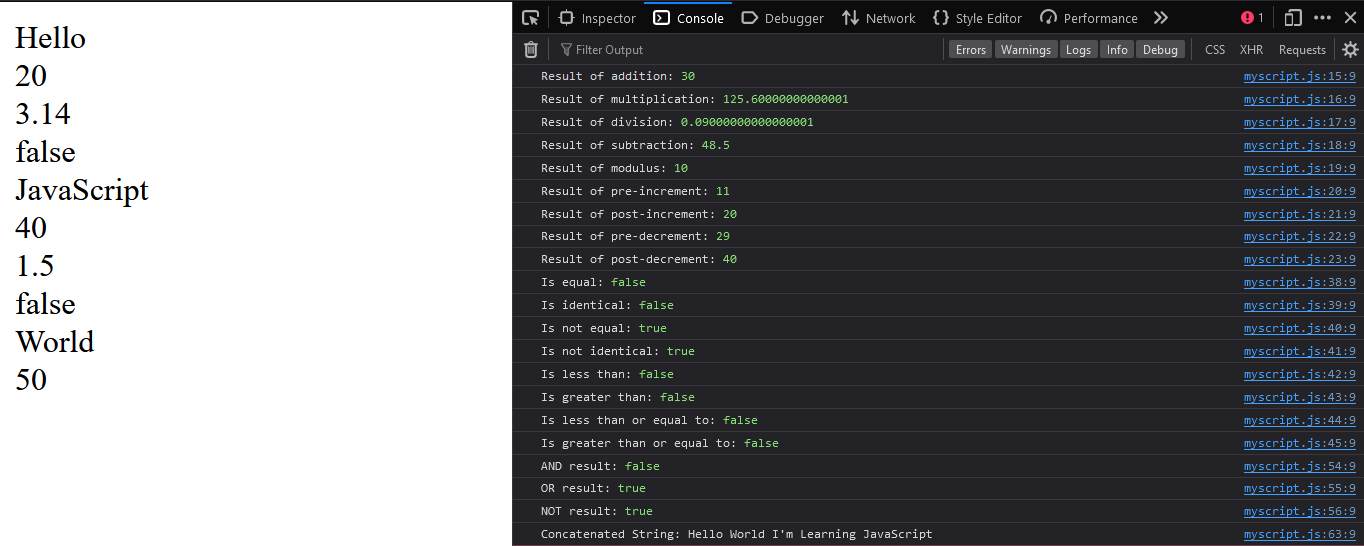 Hello
20
3.14
false
JavaScript
40
1.5
false
World
50
Inspector Console Debugger Network Style Editor Performance 1
Filter Output Errors Warnings Logs Info Debug CSS XHR Requests
Result of addition: 30 myscript.js:15:9
Result of multiplication: 125.60000000000001 myscript.js:16:9
Result of division: 0.09000000000000001 myscript.js:17:9
Result of subtraction: 48.5 myscript.js:18:9
Result of modulus: 10 myscript.js:19:9
Result of pre-increment: 11 myscript.js:20:9
Result of post-increment: 20 myscript.js:21:9
Result of pre-decrement: 29 myscript.js:22:9
Result of post-decrement: 40 myscript.js:23:9
Is equal: false myscript.js:38:9
Is identical: false myscript.js:39:9
Is not equal: true myscript.js:40:9
Is not identical: true myscript.js:41:9
Is less than: false myscript.js:42:9
Is greater than: false myscript.js:43:9
Is less than or equal to: false myscript.js:44:9
Is greater than or equal to: false myscript.js:45:9
AND result: false myscript.js:54:9
OR result: true myscript.js:55:9
NOT result: true myscript.js:56:9
Concatenated String: Hello World I'm Learning JavaScript myscript.js:63:9